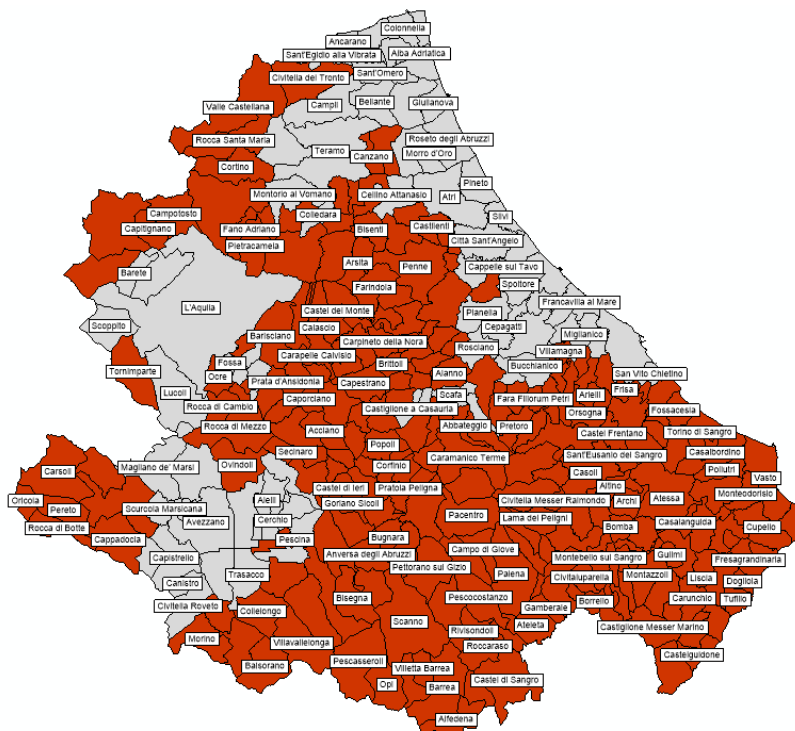 Colonnella
Ancarano
Sant'Egidio alla Vibrata
Alba Adriatica
Sant'Omero
Civitella del Tronto
Valle Castellana
Campli
Bellante
Giulianova
Rocca Santa Maria
Roseto degli Abruzzi
Teramo
Canzano
Morro d'Oro
Cortino
Pineto
Montorio al Vomano
Cellino Attanasio
Atri
Campotosto
Colledara
Silvi
Capitignano
Fano Adriano
Bisenti
Castilenti
Pietracamela
Città Sant'Angelo
Arsita
Penne
Cappelle sul Tavo
Barete
Farindola
Spoltore
L'Aquila
Castel del Monte
Francavilla al Mare
Pianella
Scoppito
Calascio
Cepagatti
Barisciano
Carpineto della Nora
Miglianico
Rosciano
Villamagna
Fossa
Carapelle Calvisio
Brittoli
Bucchianico
Tornimparte
Ocre
Prata d'Ansidonia
Capestrano
Alanno
San Vito Chietino
Lucoli
Caporciano
Scafa
Fara Filiorum Petri
Arielli
Frisa
Rocca di Cambio
Castiglione a Casauria
Orsogna
Fossacesia
Rocca di Mezzo
Acciano
Abbateggio
Pretoro
Castel Frentano
Torino di Sangro
Popoli
Secinaro
Caramanico Terme
Sant'Eusanio del Sangro
Casalbordino
Magliano de' Marsi
Ovindoli
Corfinio
Casoli
Pollutri
Carsoli
Castel di Ieri
Pratola Peligna
Altino
Vasto
Oricola
Aielli
Goriano Sicoli
Civitella Messer Raimondo
Archi
Atessa
Monteodorisio
Pereto
Scurcola Marsicana
Cerchio
Pacentro
Lama dei Peligni
Rocca di Botte
Avezzano
Bomba
Casalanguida
Cupello
Cappadocia
Pescina
Bugnara
Anversa degli Abruzzi
Campo di Giove
Montebello sul Sangro
Guilmi
Fresagrandinaria
Capistrello
Pettorano sul Gizio
Trasacco
Palena
Civitaluparella
Montazzoli
Liscia
Dogliola
Canistro
Bisegna
Pescocostanzo
Carunchio
Tufillo
Civitella Roveto
Collelongo
Gamberale
Borrello
Scanno
Ateleta
Castiglione Messer Marino
Morino
Villavallelonga
Rivisondoli
Roccaraso
Castelguidone
Balsorano
Pescasseroli
Villetta Barrea
Opi
Barrea
Castel di Sangro
Alfedena